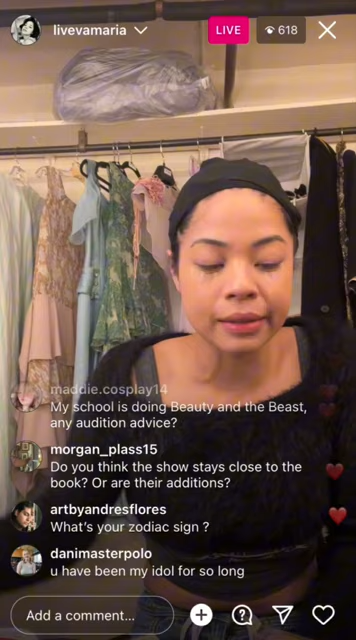 livevamaria
LIVE
618
maddie.cosplay14
My school is doing Beauty and the Beast,
any audition advice?
morgan_plass15
Do you think the show stays close to the
book? Or are their additions?
artbyandresflores
What's your zodiac sign ?
danimasterpolo
u have been my idol for so long
Add a comment...